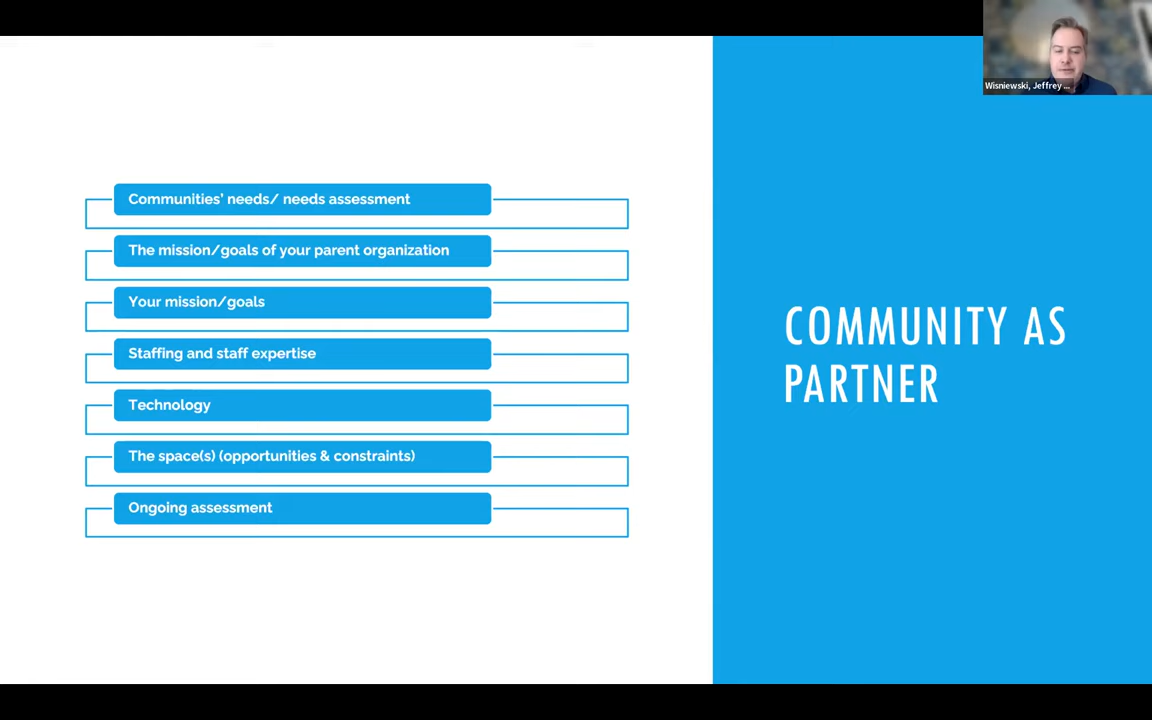 Wisniewski, Jeffrey ...
Communities' needs/ needs assessment
The mission/goals of your parent organization
Your mission/goals
Staffing and staff expertise
Technology
The space(s) (opportunities & constraints)
Ongoing assessment
COMMUNITY AS
PARTNER